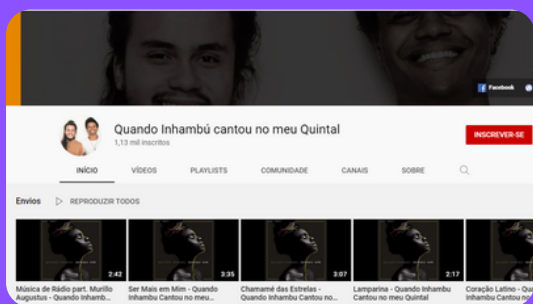 Facebook
Quando Inhambú cantou no meu Quintal
1,13 mil inscritos
INSCREVER-SE
INÍCIO VÍDEOS PLAYLISTS COMUNIDADE CANAIS SOBRE
Envios REPRODUZIR TODOS
2:42 3:35 3:07 2:17
Música de Rádio part. Murillo Ser Mais em Mim - Quando Chamamé das Estrelas - Lamparina - Quando Inhambu Coração Latino - Qu
Augustus - Quando Inhamb... Inhambu Cantou no meu... Quando Inhambu Cantou no... Cantou no meu Quintal Inhambu Cantou no